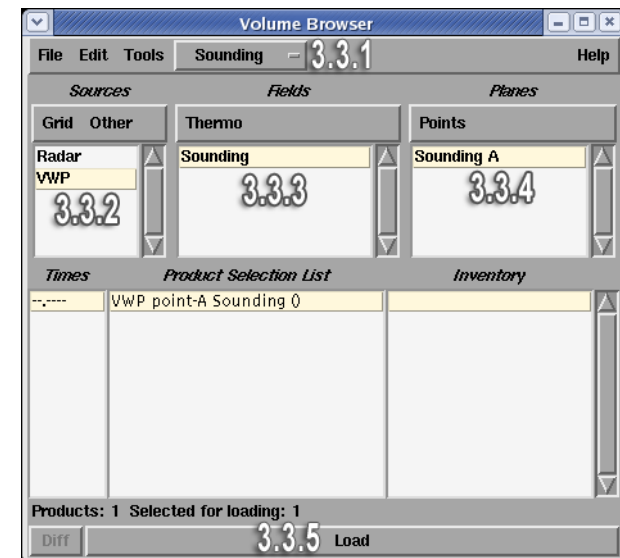 Volume Browser
File Edit Tools Sounding 3.3.1 Help
Sources Fields Planes
Grid Other Thermo Points
Radar Sounding Sounding A
VWP
3.3.2 3.3.3 3.3.4
Times Product Selection List Inventory
--.---- VWP point-A Sounding ()
Products: 1 Selected for loading: 1
Diff 3.3.5 Load